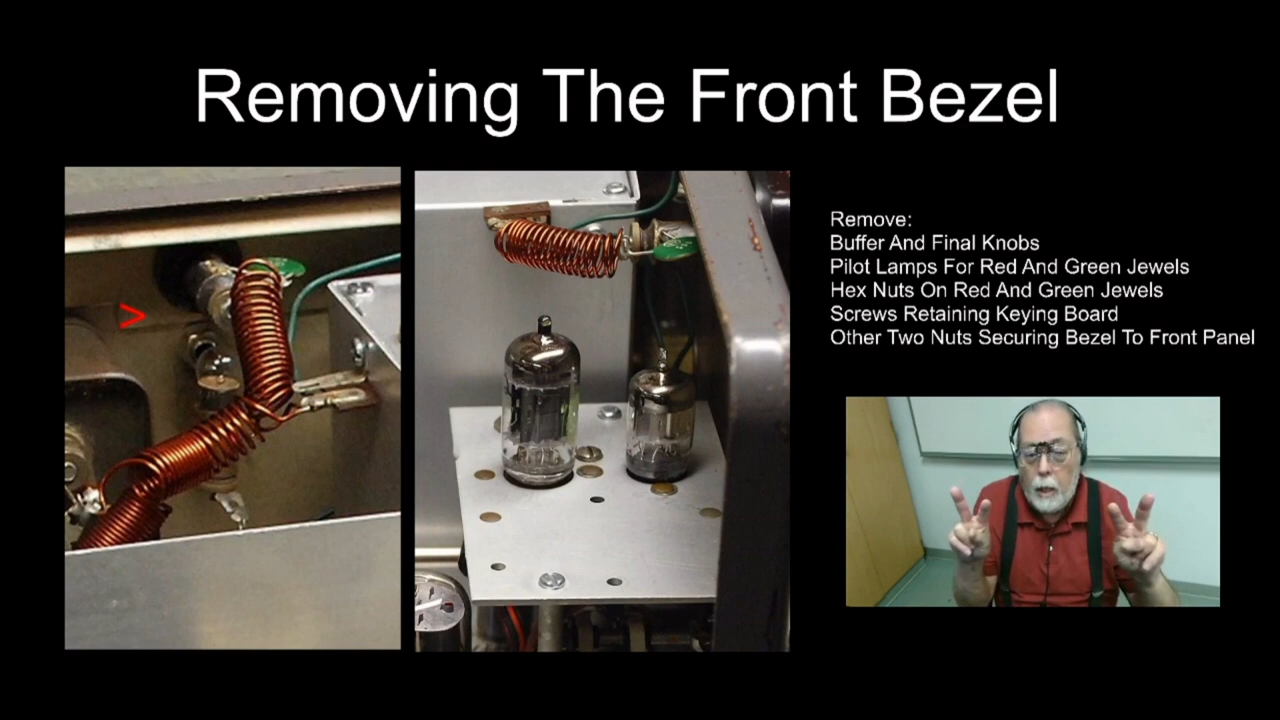 Removing The Front Bezel
>
Remove:
Buffer And Final Knobs
Pilot Lamps For Red And Green Jewels
Hex Nuts On Red And Green Jewels
Screws Retaining Keying Board
Other Two Nuts Securing Bezel To Front Panel